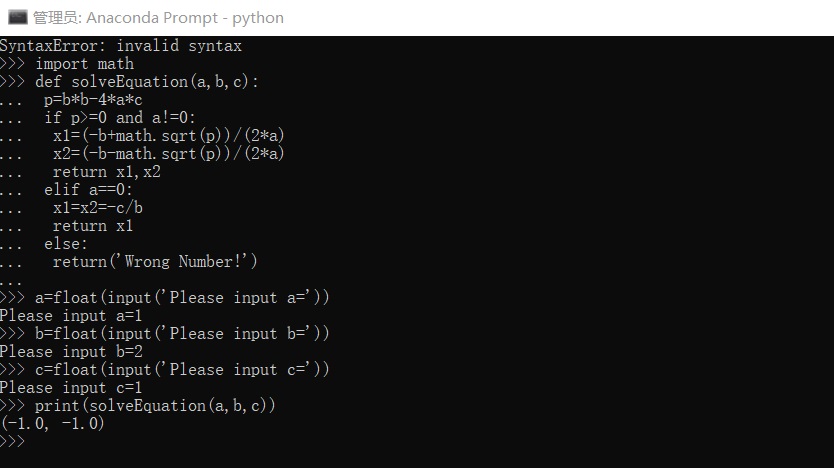 管理员: Anaconda Prompt - python
SyntaxError: invalid syntax
>>> import math
>>> def solveEquation(a,b,c):
...  p=b*b-4*a*c
...  if p>=0 and a!=0:
...   x1=(-b+math.sqrt(p))/(2*a)
...   x2=(-b-math.sqrt(p))/(2*a)
...   return x1,x2
...  elif a==0:
...   x1=x2=-c/b
...   return x1
...  else:
...   return('Wrong Number!')
...
>>> a=float(input('Please input a='))
Please input a=1
>>> b=float(input('Please input b='))
Please input b=2
>>> c=float(input('Please input c='))
Please input c=1
>>> print(solveEquation(a,b,c))
(-1.0, -1.0)
>>>